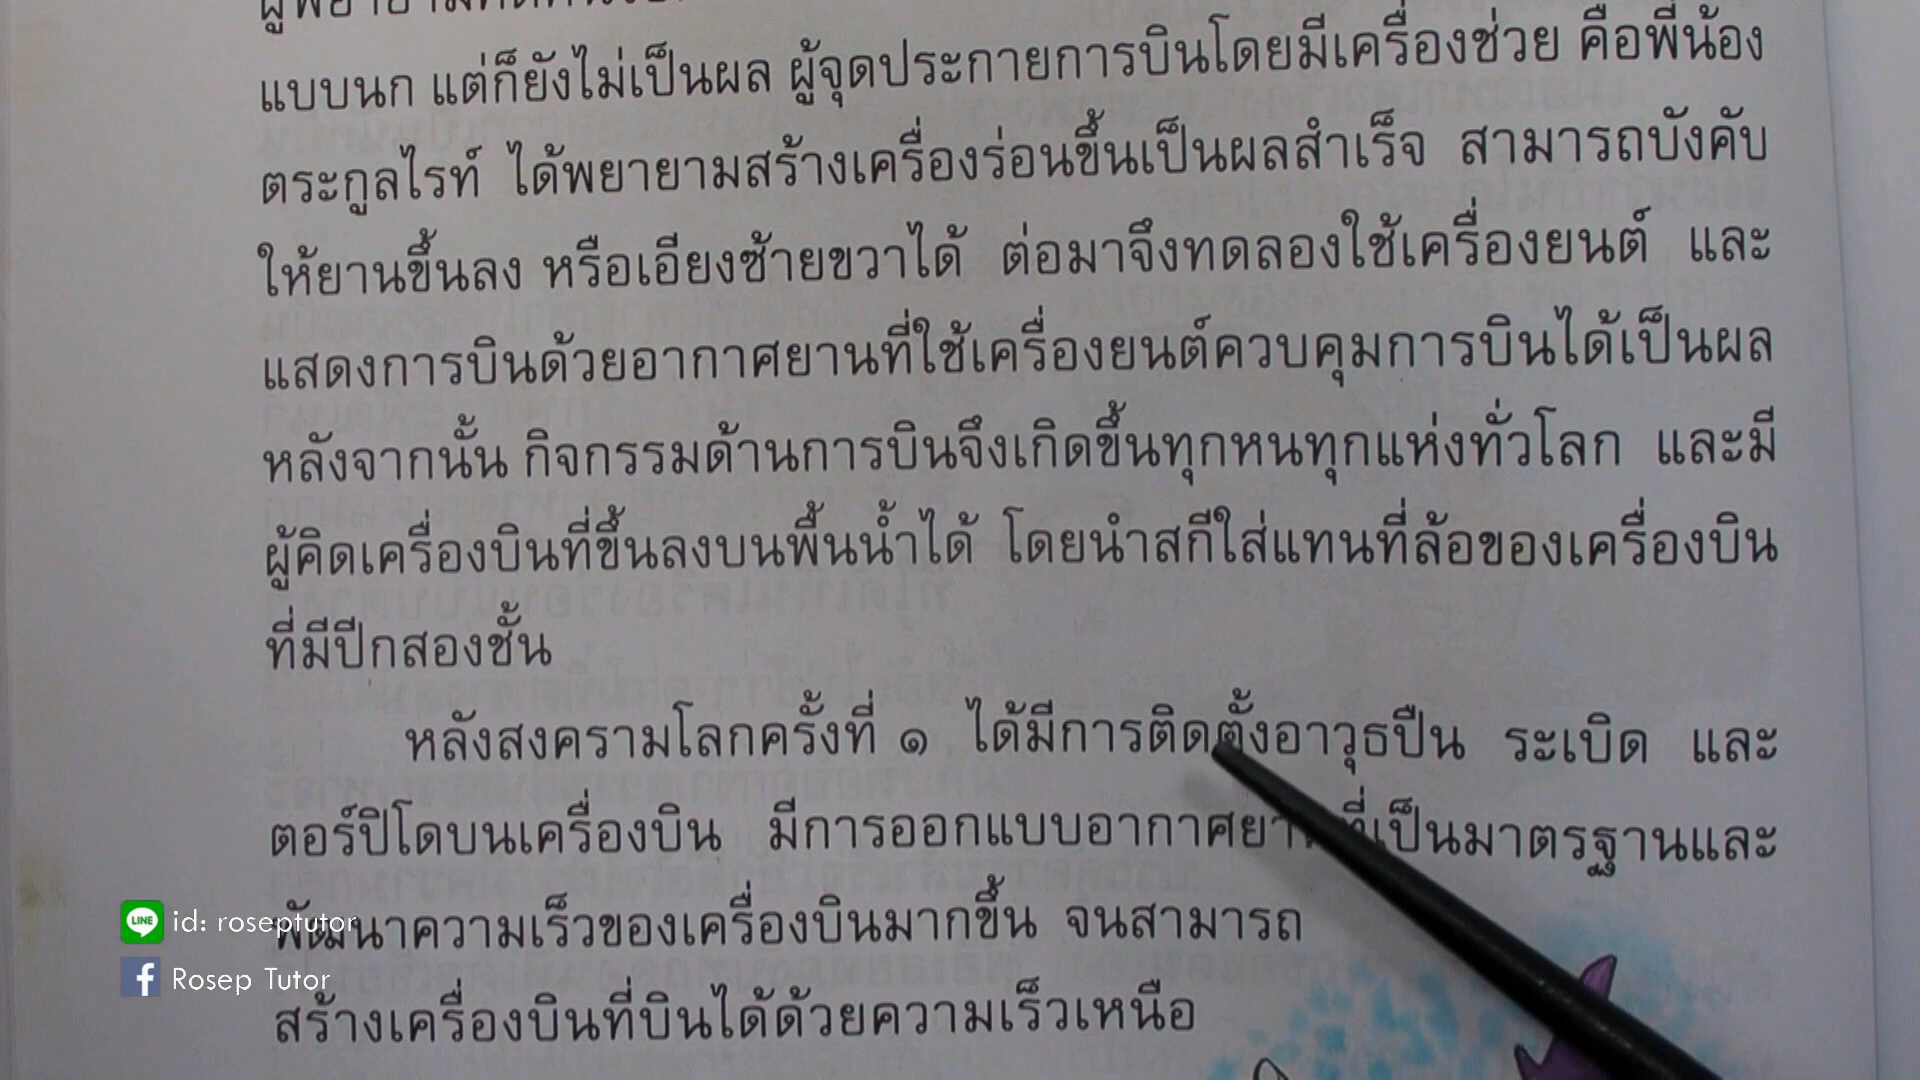 แบบนก แต่ก็ยังไม่เป็นผล ผู้จุดประกายการบินโดยมีเครื่องช่วย คือพี่น้อง
ตระกูลไรท์ ได้พยายามสร้างเครื่องร่อนขึ้นเป็นผลสำเร็จ สามารถบังคับ
ให้ยานขึ้นลง หรือเอียงซ้ายขวาได้ ต่อมาจึงทดลองใช้เครื่องยนต์ และ
แสดงการบินด้วยอากาศยานที่ใช้เครื่องยนต์ควบคุมการบินได้เป็นผล
หลังจากนั้น กิจกรรมด้านการบินจึงเกิดขึ้นทุกหนทุกแห่งทั่วโลก และมี
ผู้คิดเครื่องบินที่ขึ้นลงบนพื้นน้ำได้ โดยนำสกีใส่แทนที่ล้อของเครื่องบิน
ที่มีปีกสองชั้น
หลังสงครามโลกครั้งที่ ๑ ได้มีการติดตั้งอาวุธปืน ระเบิด และ
ตอร์ปิโดบนเครื่องบิน มีการออกแบบอากาศยานที่เป็นมาตรฐานและ
พัฒนาความเร็วของเครื่องบินมากขึ้น จนสามารถ
สร้างเครื่องบินที่บินได้ด้วยความเร็วเหนือ
LINE id: roseptutor
f Rosep Tutor